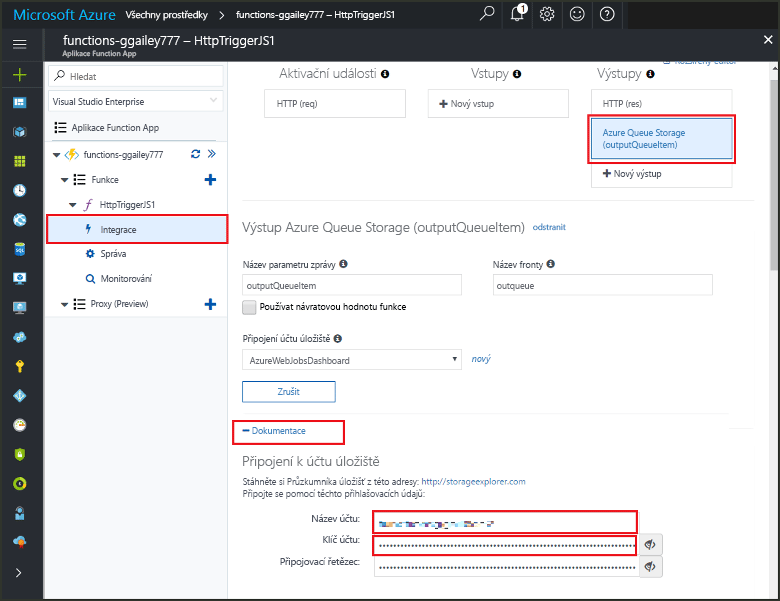 Microsoft Azure Všechny prostředky > functions-ggailey777 – HttpTriggerJS1
1
functions-ggailey777 – HttpTriggerJS1
Aplikace Function App
Hledat
Visual Studio Enterprise
Aplikace Function App
functions-ggailey777
Funkce
HttpTriggerJS1
Integrace
Správa
Monitorování
Proxy (Preview)
Rozšířený editor
Aktivační události
Vstupy
Výstupy
HTTP (req)
Nový vstup
HTTP (res)
Azure Queue Storage
(outputQueueItem)
Nový výstup
Výstup Azure Queue Storage (outputQueueItem) odstranit
Název parametru zprávy
Název fronty
outputQueueItem
outqueue
Používat návratovou hodnotu funkce
Připojení účtu úložiště
AzureWebJobsDashboard
nový
Zrušit
Dokumentace
Připojení k účtu úložiště
Stáhněte si Průzkumníka úložišť z této adresy: http://storageexplorer.com
Připojte se pomocí těchto přihlašovacích údajů:
Název účtu:
Klíč účtu:
Připojovací řetězec: